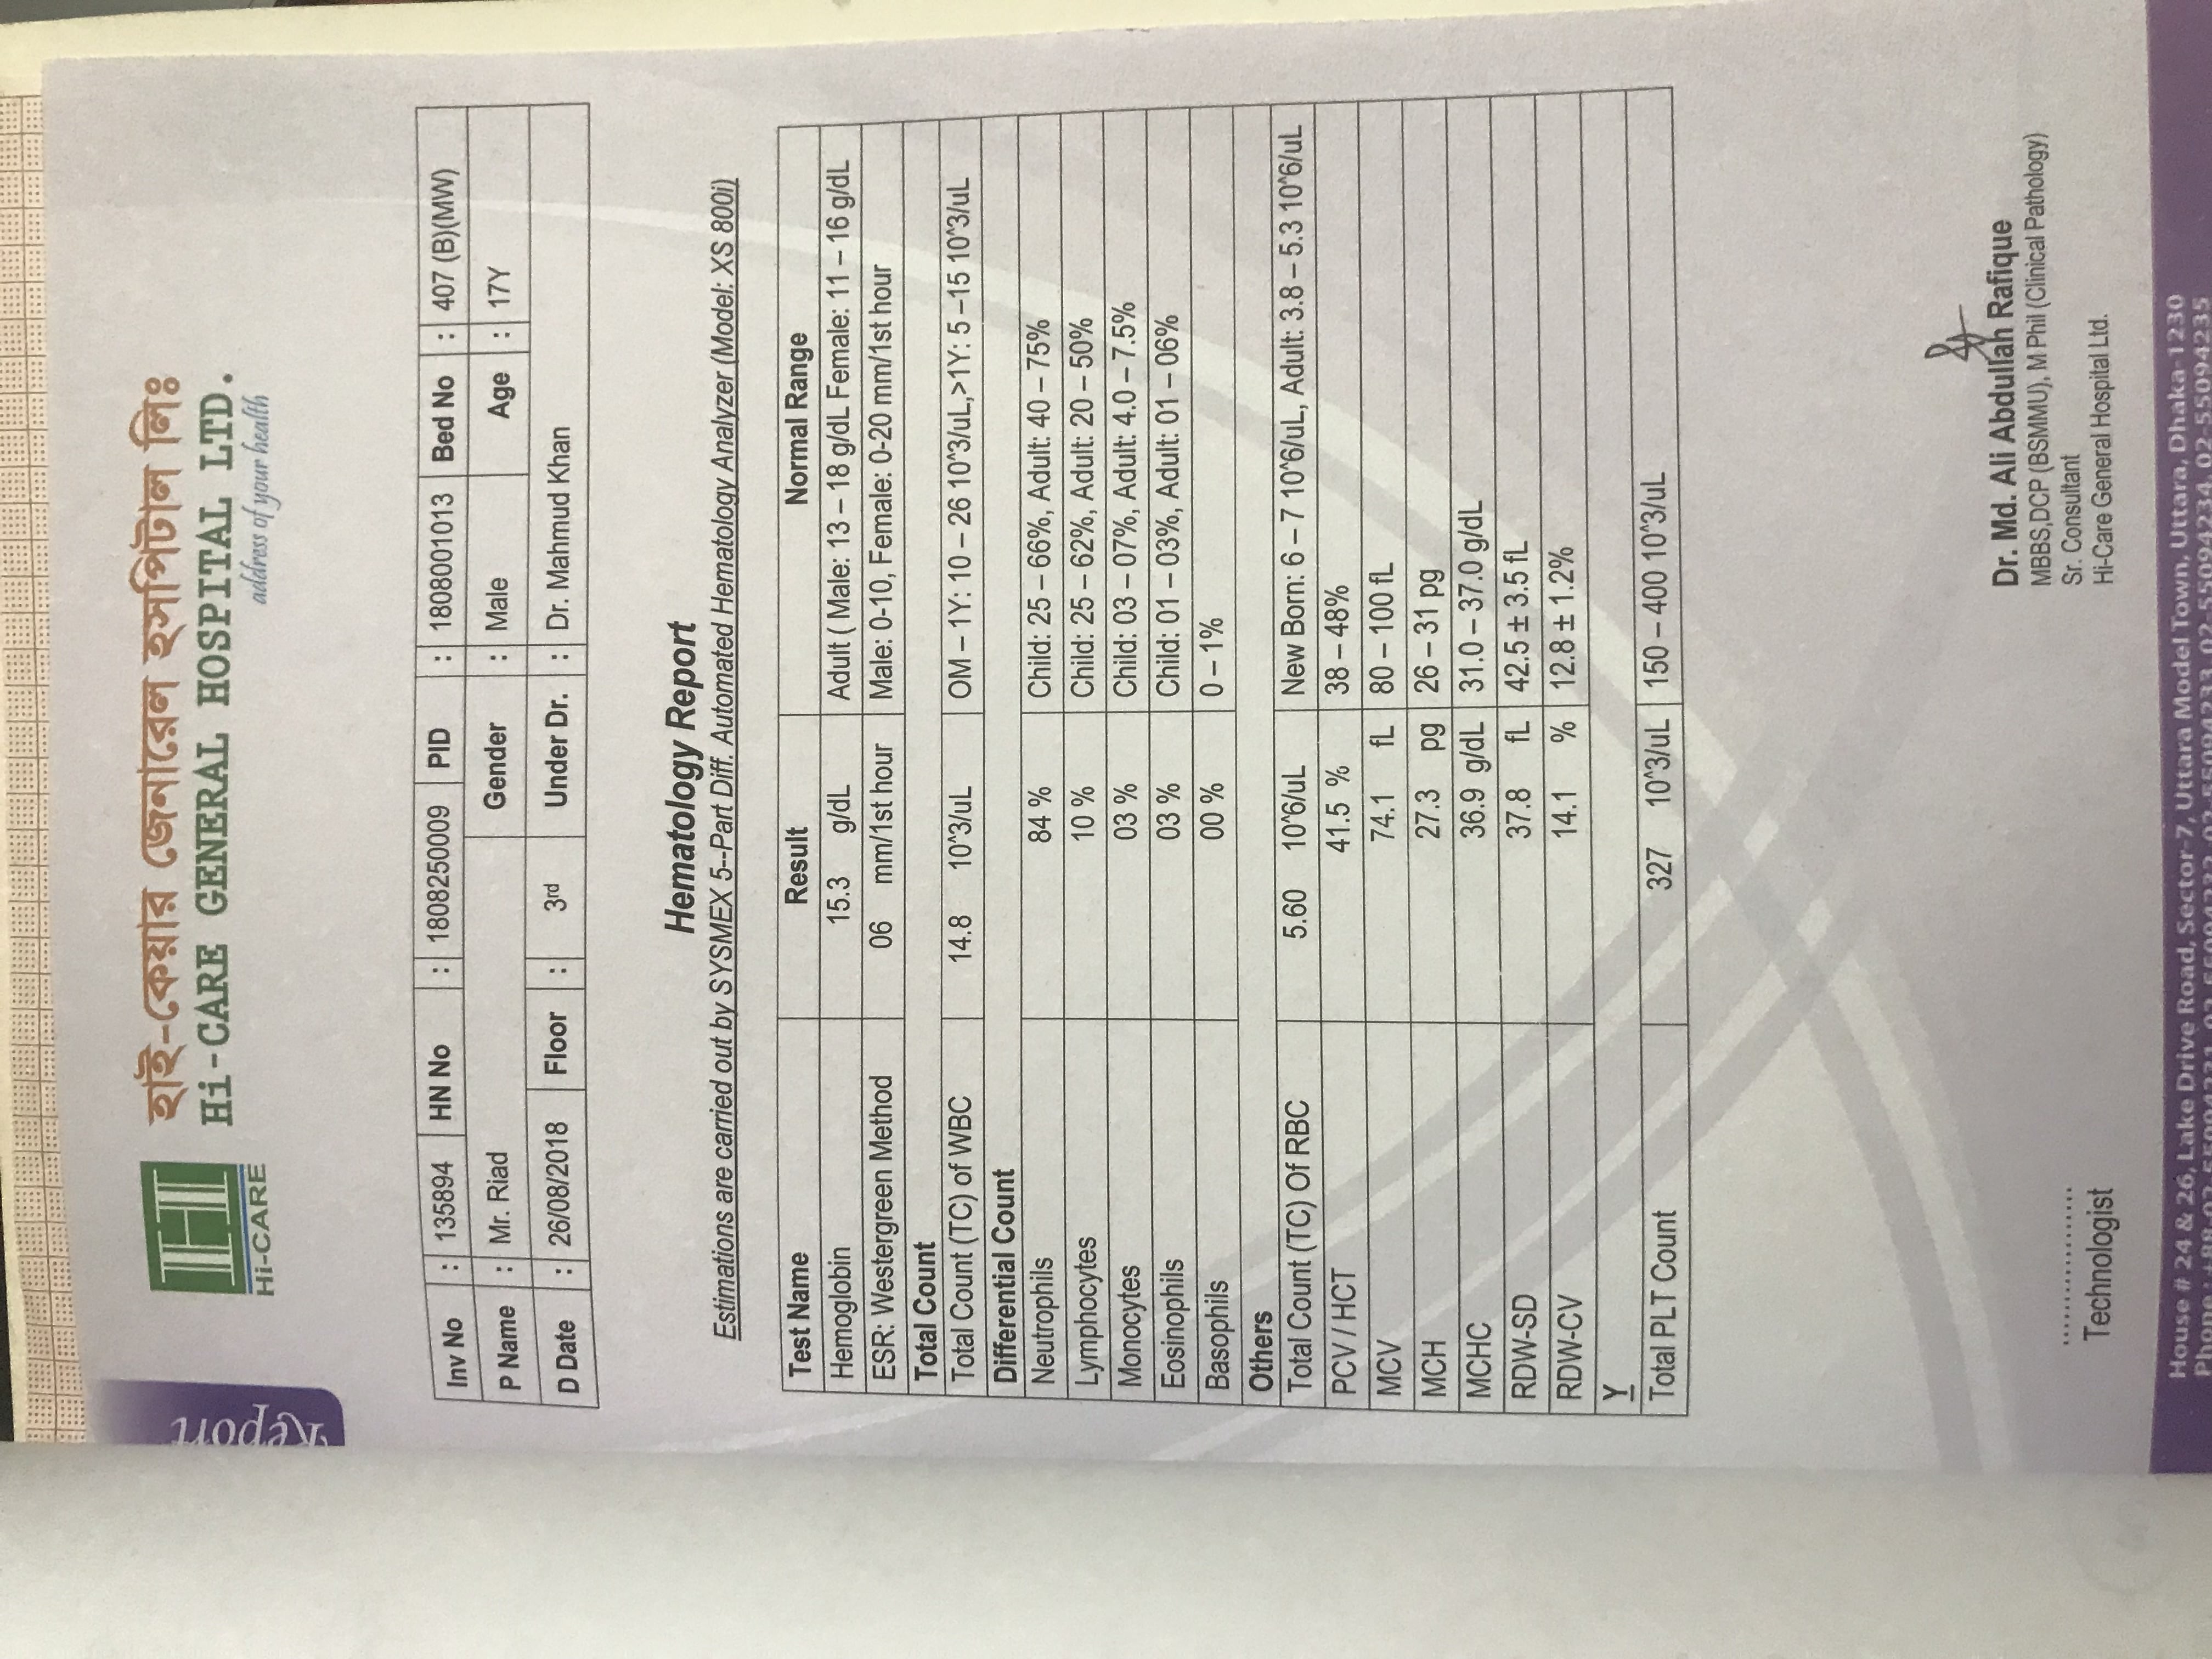 Report
হাই-কেয়ার জেনারেল হসপিটাল লিঃ
Hi-CARE GENERAL HOSPITAL LTD.
address of your health
Hi-CARE
Inv No : 135894 HN No : 1808250009 PID : 1808001013 Bed No : 407 (B)(MW)
P Name : Mr. Riad Gender : Male Age : 17Y
D Date : 26/08/2018 Floor : 3rd Under Dr. : Dr. Mahmud Khan
Hematology Report
Estimations are carried out by SYSMEX 5--Part Diff. Automated Hematology Analyzer (Model: XS 800i)
Test Name Result Normal Range
Hemoglobin 15.3 g/dL Adult ( Male: 13 – 18 g/dL Female: 11 – 16 g/dL
ESR: Westergreen Method 06 mm/1st hour Male: 0-10, Female: 0-20 mm/1st hour
Total Count
Total Count (TC) of WBC 14.8 10^3/uL OM – 1Y: 10 – 26 10^3/uL,>1Y: 5 –15 10^3/uL
Differential Count
Neutrophils 84 % Child: 25 – 66%, Adult: 40 – 75%
Lymphocytes 10 % Child: 25 – 62%, Adult: 20 – 50%
Monocytes 03 % Child: 03 – 07%, Adult: 4.0 – 7.5%
Eosinophils 03 % Child: 01 – 03%, Adult: 01 – 06%
Basophils 00 % 0 – 1%
Others
Total Count (TC) Of RBC 5.60 10^6/uL New Born: 6 – 7 10^6/uL, Adult: 3.8 – 5.3 10^6/uL
PCV / HCT 41.5 % 38 – 48%
MCV 74.1 fL 80 – 100 fL
MCH 27.3 pg 26 – 31 pg
MCHC 36.9 g/dL 31.0 – 37.0 g/dL
RDW-SD 37.8 fL 42.5 ± 3.5 fL
RDW-CV 14.1 % 12.8 ± 1.2%
Y
Total PLT Count 327 10^3/uL 150 – 400 10^3/uL
Dr. Md. Ali Abdullah Rafique
MBBS,DCP (BSMMU), M Phil (Clinical Pathology)
Sr. Consultant
Hi-Care General Hospital Ltd.
...................
Technologist
House # 24 & 26, Lake Drive Road, Sector-7, Uttara Model Town, Uttara, Dhaka-1230
Phone : +88-02-55094231, 02-55094232, 02-55094233, 02-55094234, 02-55094235